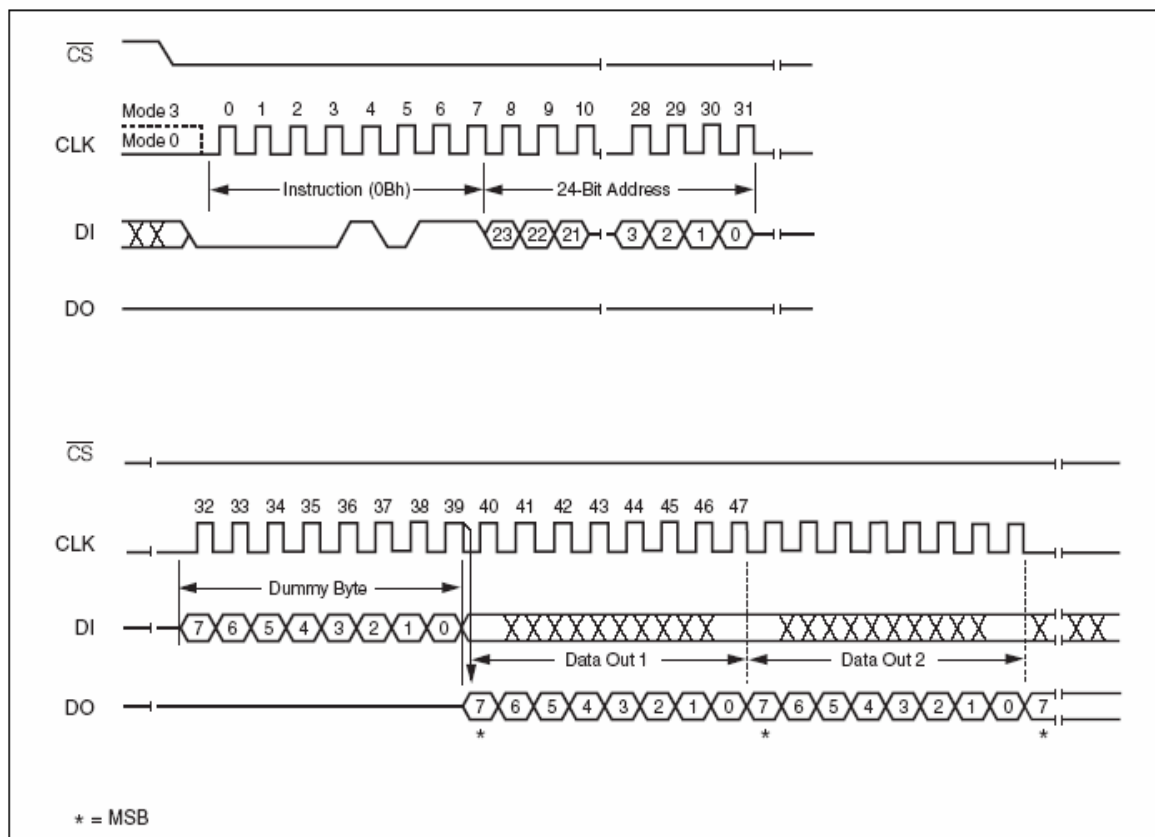 CS
Mode 3 0 1 2 3 4 5 6 7 8 9 10 28 29 30 31
CLK Mode 0
Instruction (0Bh) 24-Bit Address
DI 23 22 21 3 2 1 0
DO
CS
32 33 34 35 36 37 38 39 40 41 42 43 44 45 46 47
CLK
Dummy Byte
DI 7 6 5 4 3 2 1 0
Data Out 1 Data Out 2
DO 7 6 5 4 3 2 1 0 7 6 5 4 3 2 1 0 7
* * *
* = MSB